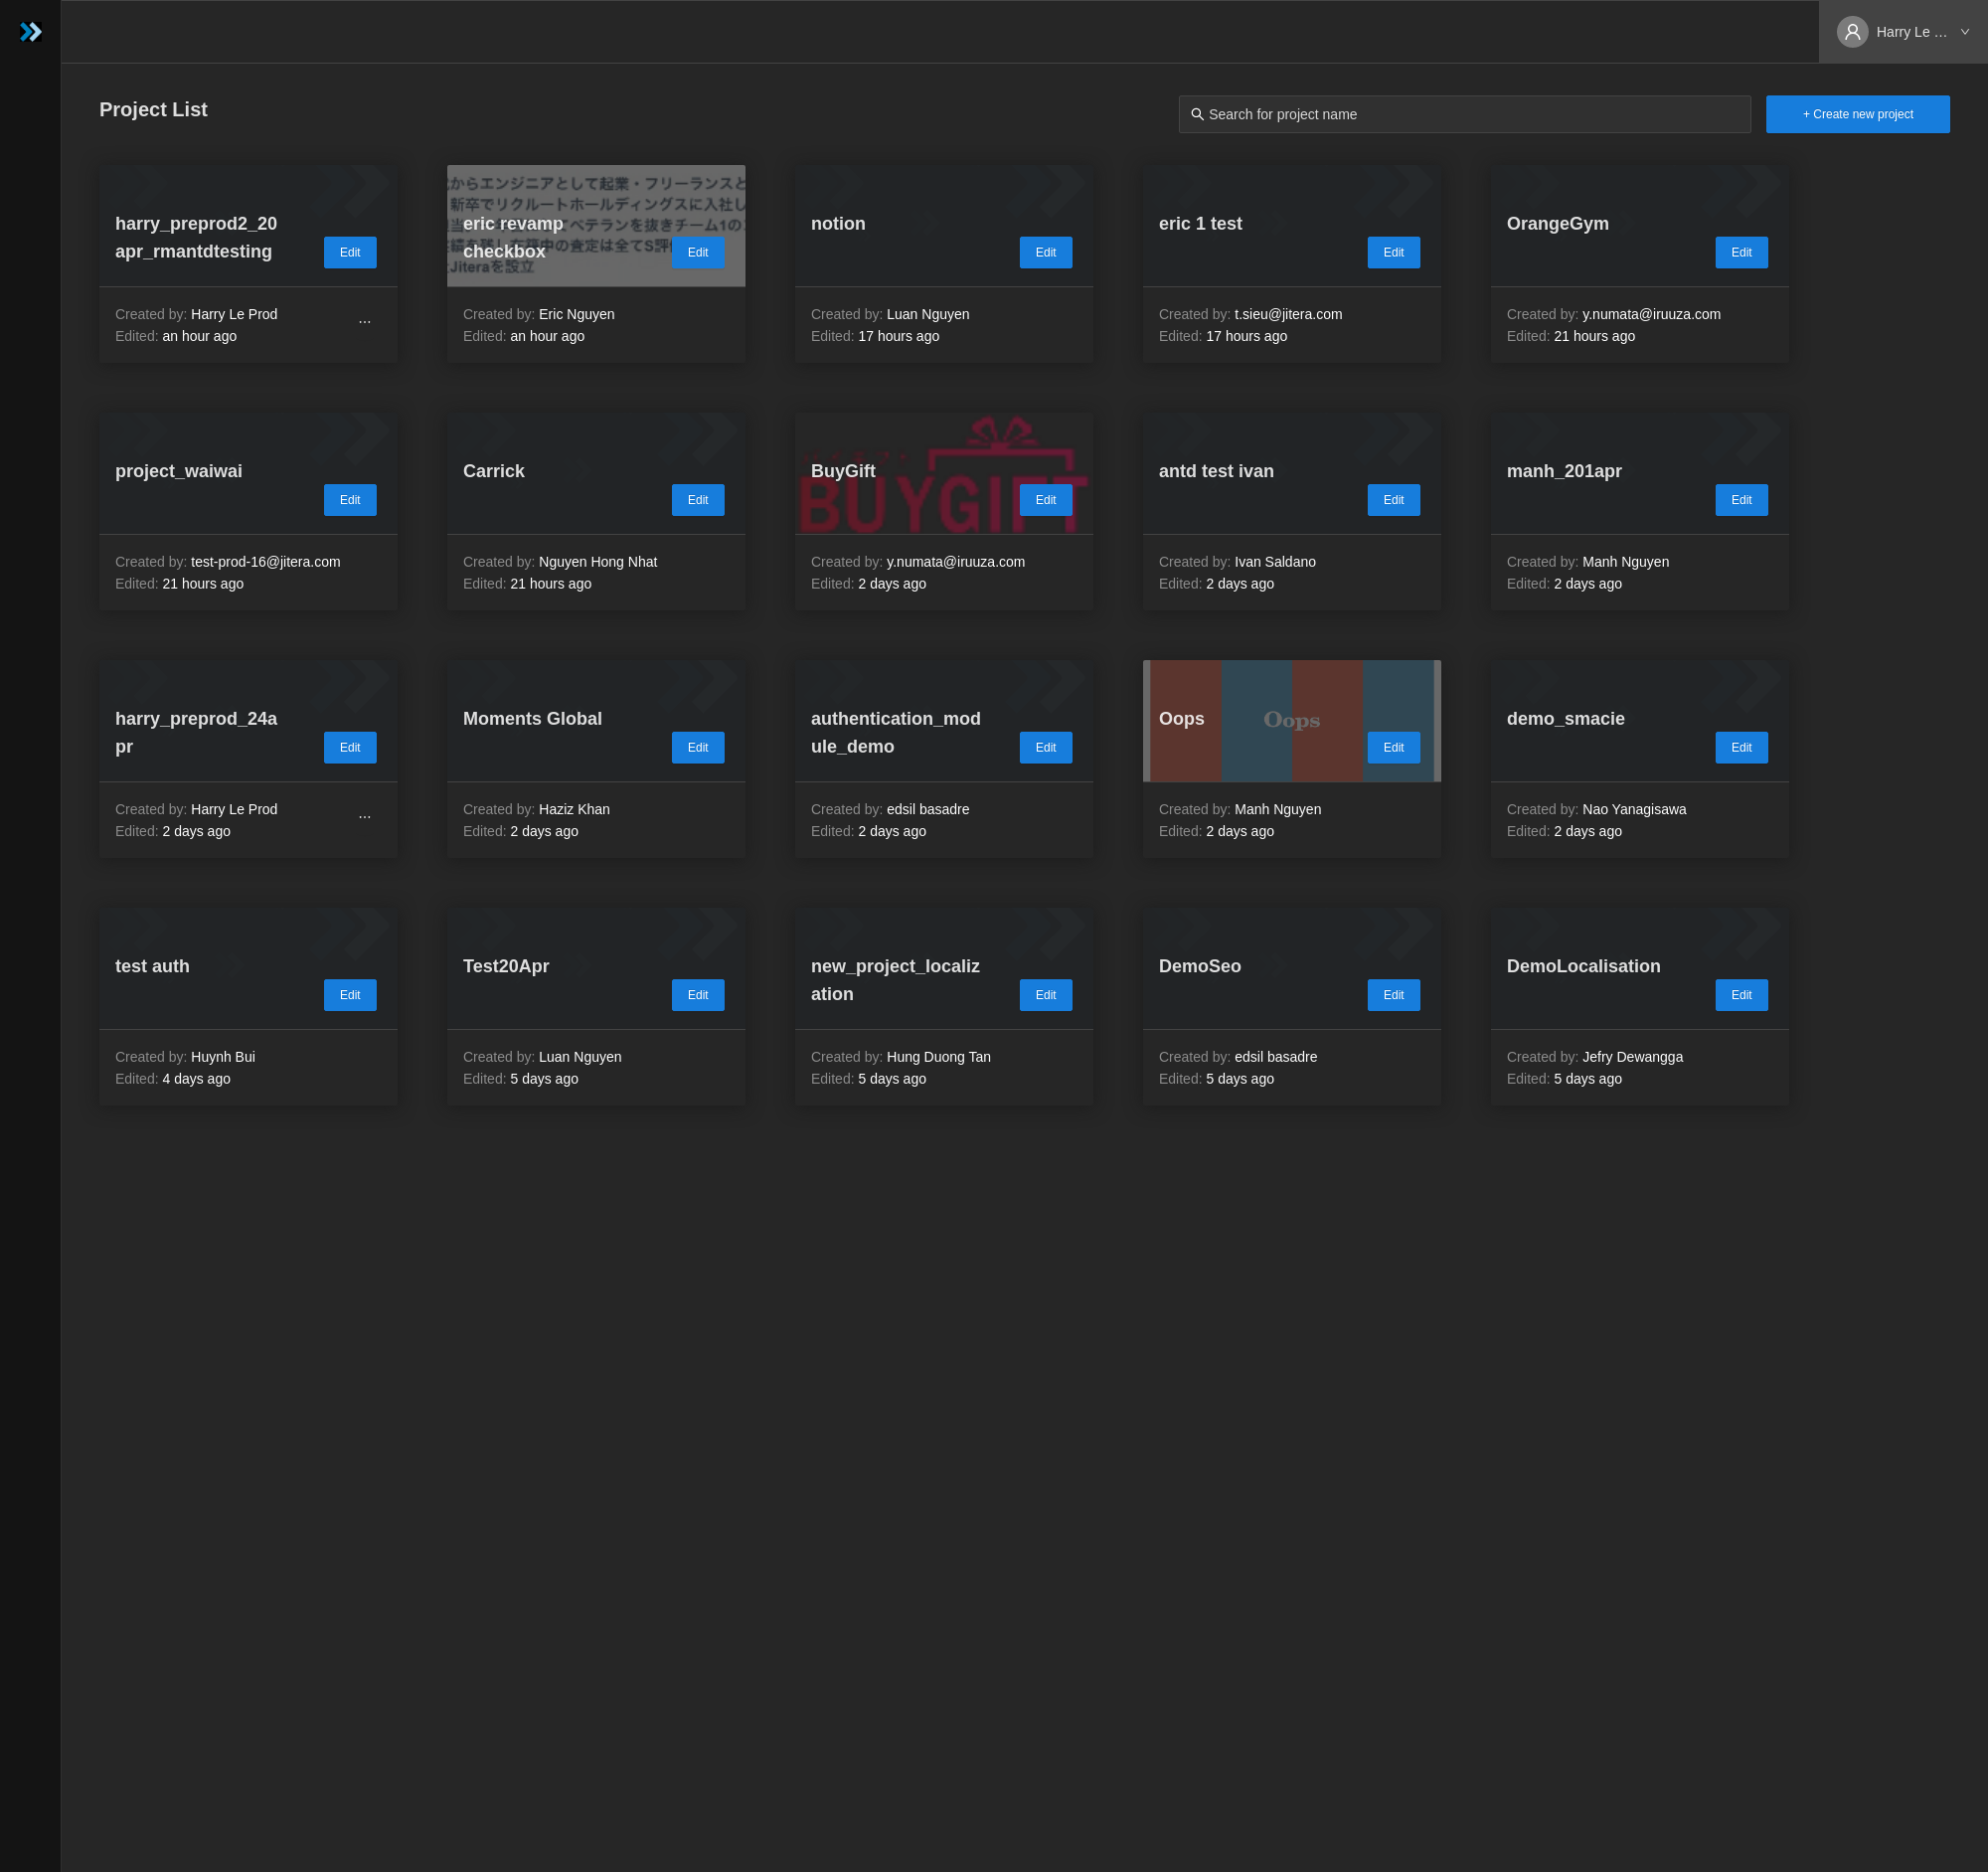 Harry Le ...
Project List
Search for project name
+ Create new project
harry_preprod2_20
apr_rmantdtesting
Edit
Created by: Harry Le Prod
...
Edited: an hour ago
からエンジニアとして起業・フリーランスと
新卒でリクルートホールディングスに入社し
eric revamp
てベテランを抜きチーム1の
checkbox
中の査定は全てS評
Jiteraを設立
Edit
Created by: Eric Nguyen
Edited: an hour ago
notion
Edit
Created by: Luan Nguyen
Edited: 17 hours ago
eric 1 test
Edit
Created by: t.sieu@jitera.com
Edited: 17 hours ago
OrangeGym
Edit
Created by: y.numata@iruuza.com
Edited: 21 hours ago
project_waiwai
Edit
Created by: test-prod-16@jitera.com
Edited: 21 hours ago
Carrick
Edit
Created by: Nguyen Hong Nhat
Edited: 21 hours ago
BuyGift
BUYGIFT
Edit
Created by: y.numata@iruuza.com
Edited: 2 days ago
antd test ivan
Edit
Created by: Ivan Saldano
Edited: 2 days ago
manh_201apr
Edit
Created by: Manh Nguyen
Edited: 2 days ago
harry_preprod_24a
pr
Edit
Created by: Harry Le Prod
...
Edited: 2 days ago
Moments Global
Edit
Created by: Haziz Khan
Edited: 2 days ago
authentication_mod
ule_demo
Edit
Created by: edsil basadre
Edited: 2 days ago
Oops
Oops
Edit
Created by: Manh Nguyen
Edited: 2 days ago
demo_smacie
Edit
Created by: Nao Yanagisawa
Edited: 2 days ago
test auth
Edit
Created by: Huynh Bui
Edited: 4 days ago
Test20Apr
Edit
Created by: Luan Nguyen
Edited: 5 days ago
new_project_localiz
ation
Edit
Created by: Hung Duong Tan
Edited: 5 days ago
DemoSeo
Edit
Created by: edsil basadre
Edited: 5 days ago
DemoLocalisation
Edit
Created by: Jefry Dewangga
Edited: 5 days ago